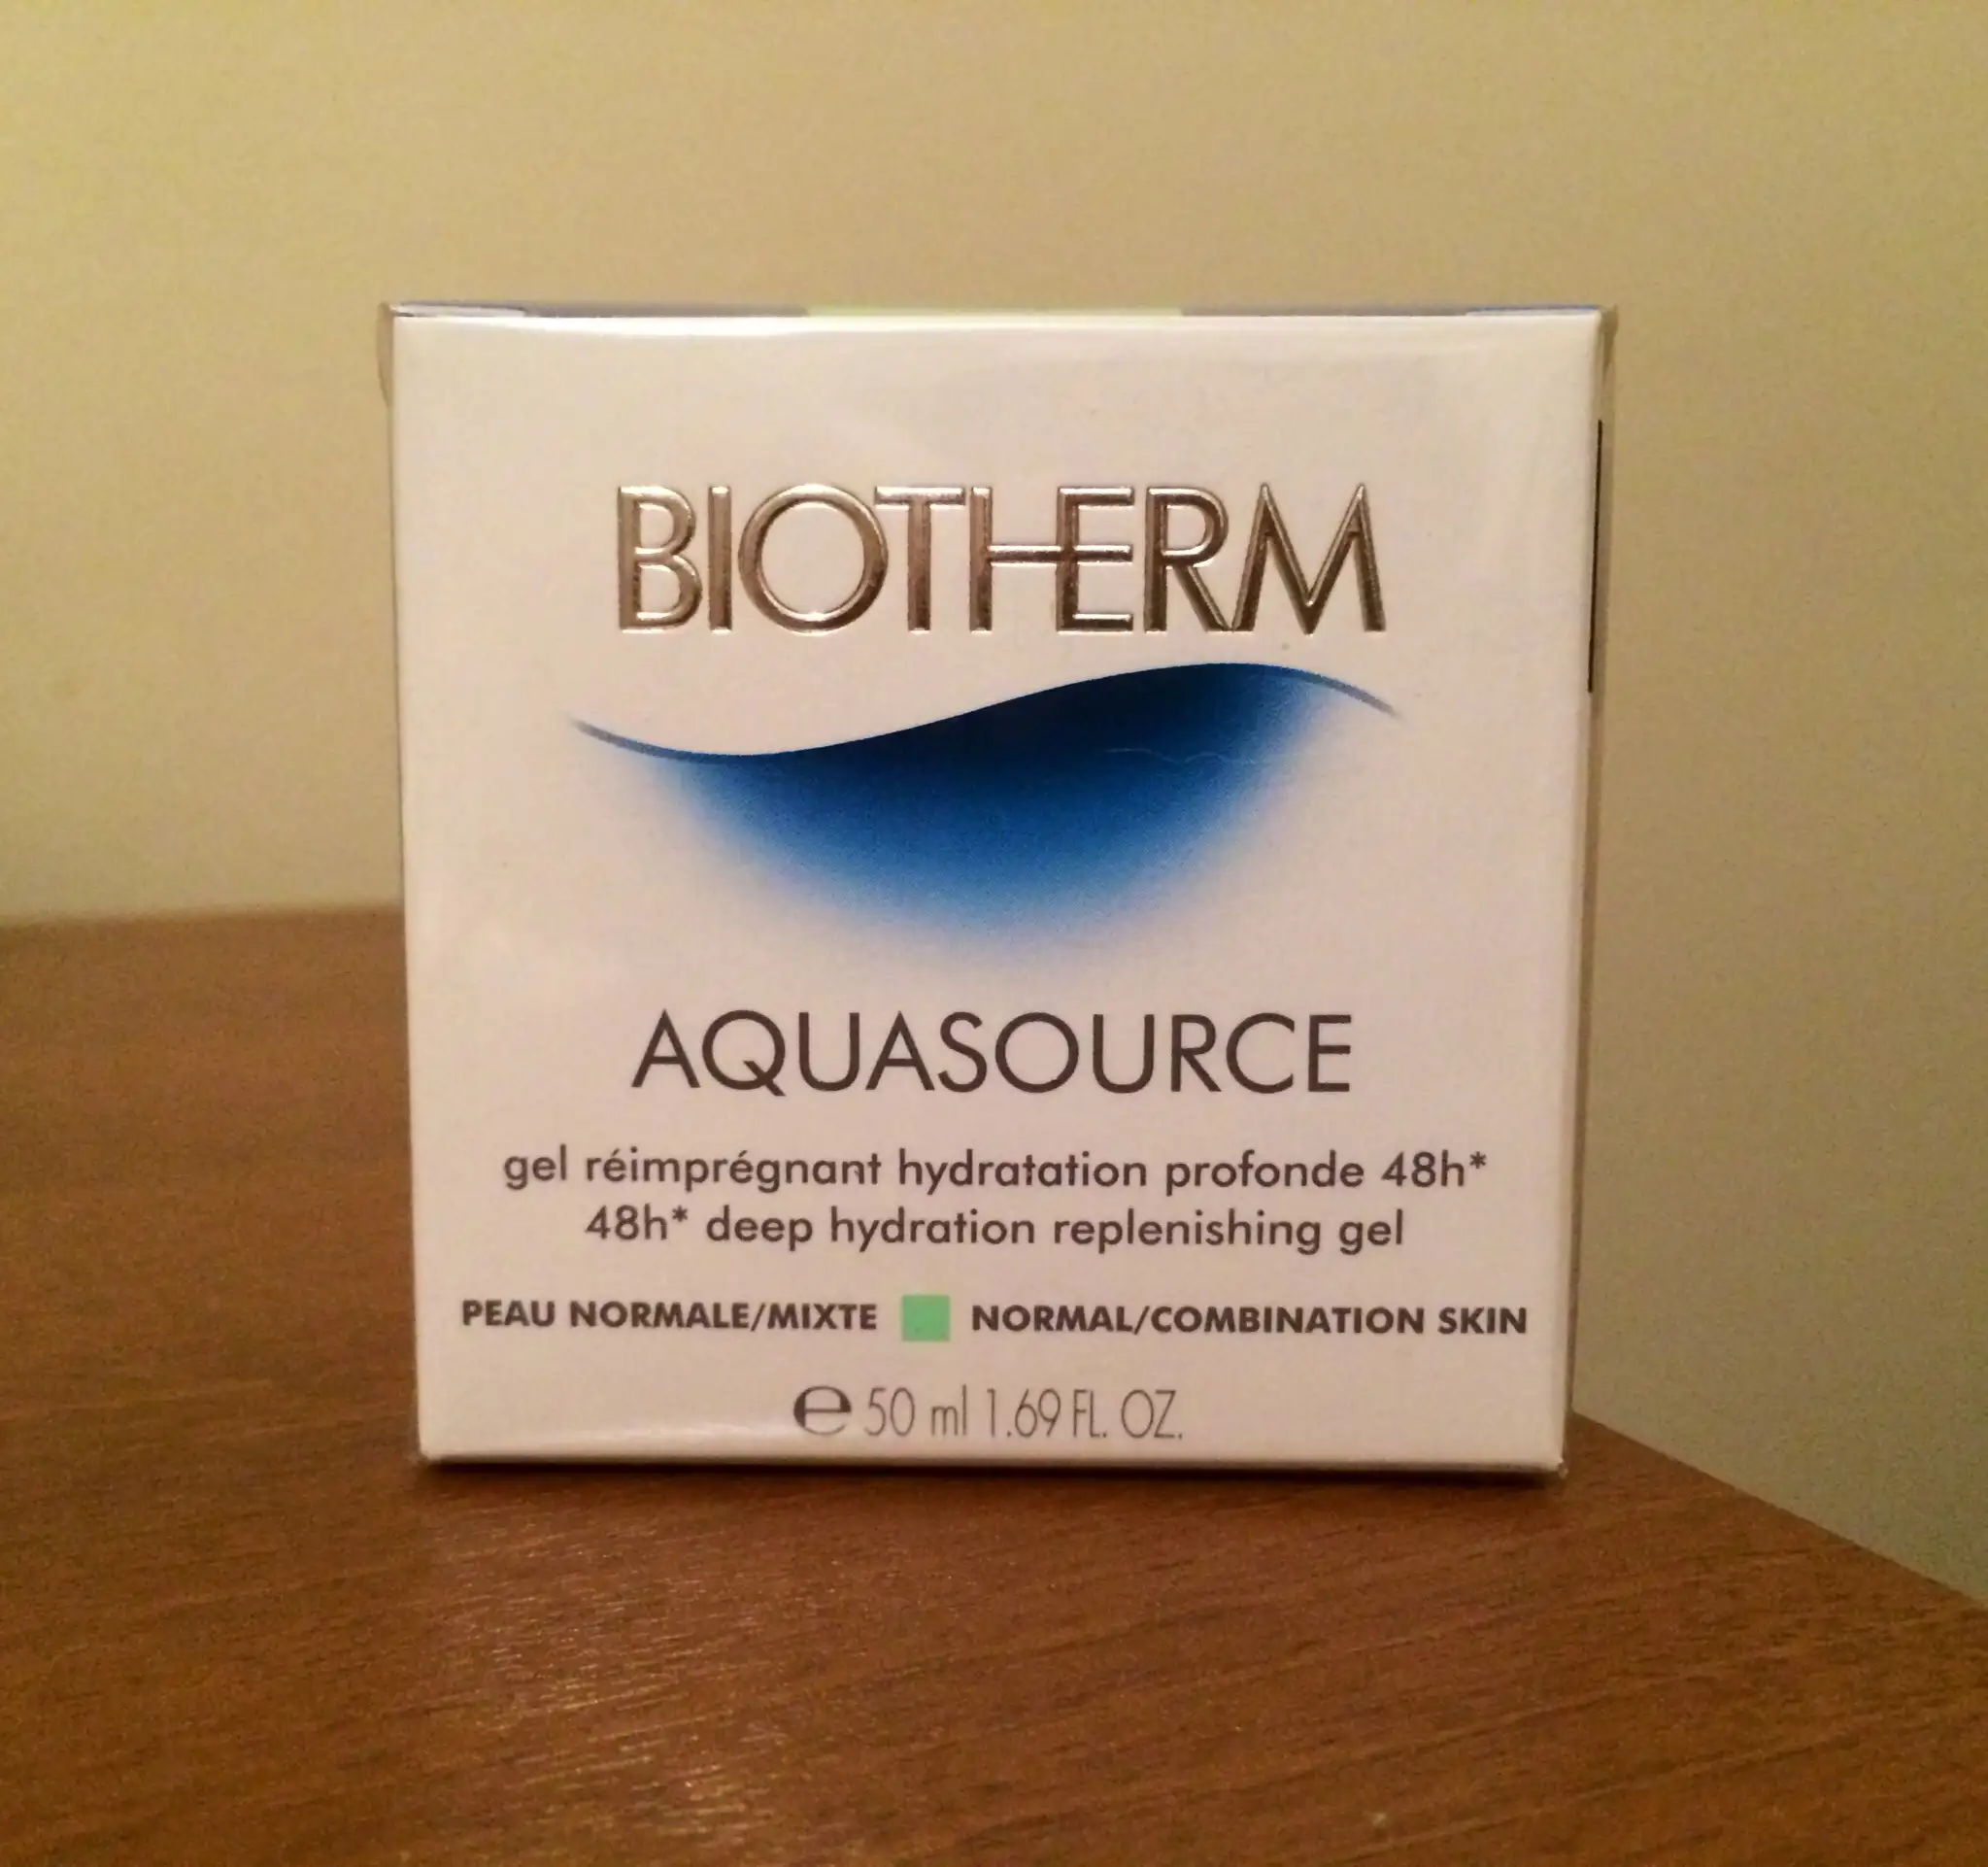 BIOTHERM
AQUASOURCE
gel réimprégnant hydratation profonde 48h*
48h* deep hydration replenishing gel
PEAU NORMALE/MIXTE NORMAL/COMBINATION SKIN
℮ 50 ml 1.69 FL. OZ.